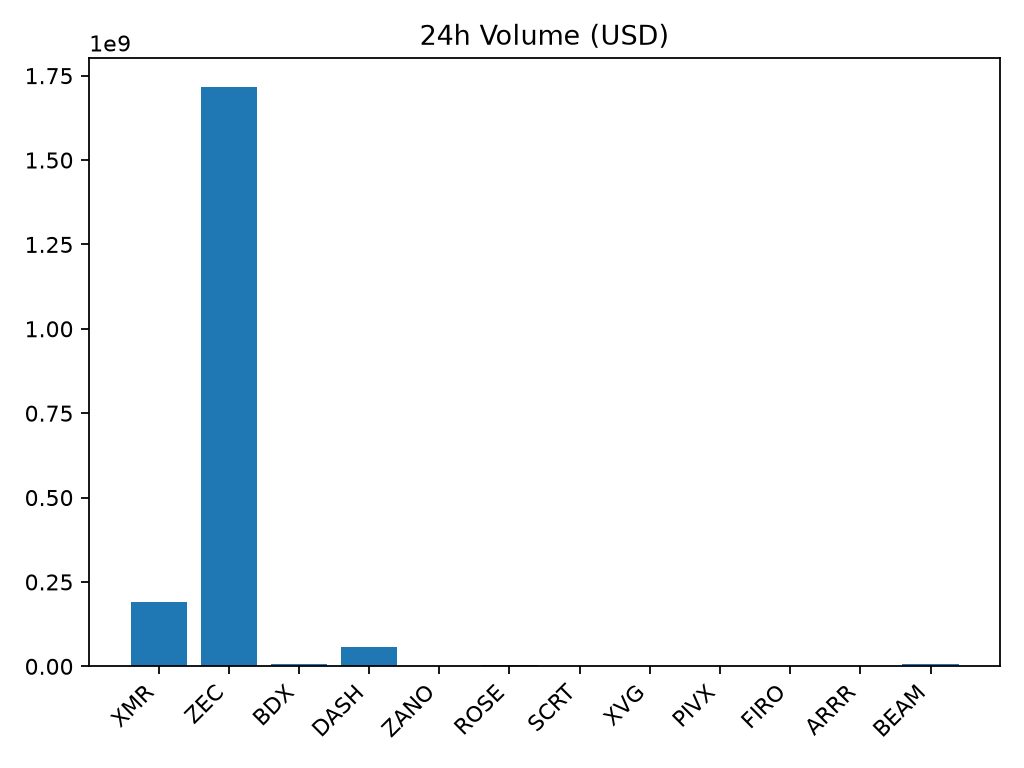 24h Volume (USD)
1e9
1.75
1.50
1.25
1.00
0.75
0.50
0.25
0.00
XMR
ZEC
BDX
DASH
ZANO
ROSE
SCRT
XVG
PIVX
FIRO
ARRR
BEAM